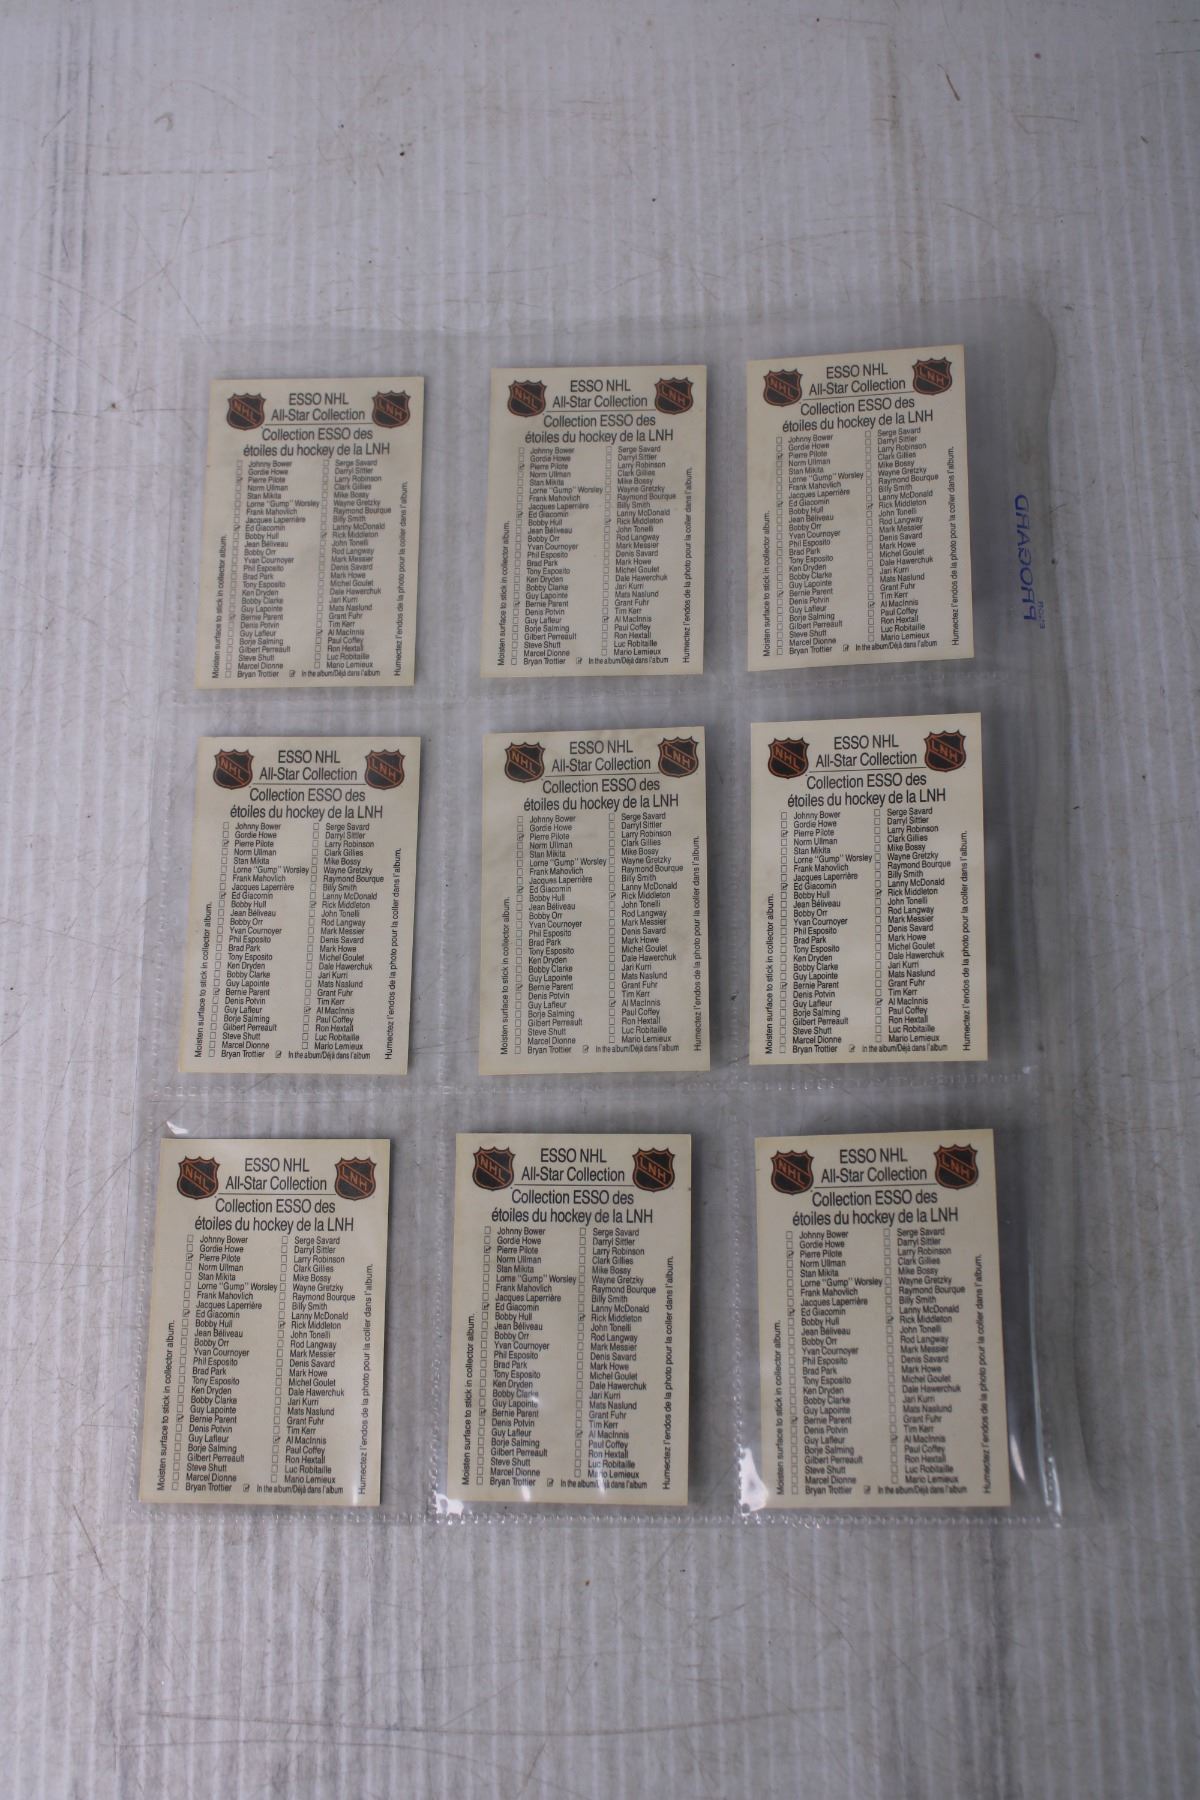 NHL
LNH
ESSO NHL
All-Star Collection
Collection ESSO des
étoiles du hockey de la LNH
Johnny Bower
Gordie Howe
Pierre Pilote
Norm Ullman
Stan Mikita
Lorne "Gump" Worsley
Frank Mahovlich
Jacques Laperrière
Ed Giacomin
Bobby Hull
Jean Béliveau
Bobby Orr
Yvan Cournoyer
Phil Esposito
Brad Park
Tony Esposito
Ken Dryden
Bobby Clarke
Guy Lapointe
Bernie Parent
Denis Potvin
Guy Lafleur
Borje Salming
Gilbert Perreault
Steve Shutt
Marcel Dionne
Bryan Trottier
Serge Savard
Darryl Sittler
Larry Robinson
Clark Gillies
Mike Bossy
Wayne Gretzky
Raymond Bourque
Billy Smith
Lanny McDonald
Rick Middleton
John Tonelli
Rod Langway
Mark Messier
Denis Savard
Mark Howe
Michel Goulet
Dale Hawerchuk
Jari Kurri
Mats Naslund
Grant Fuhr
Tim Kerr
Al MacInnis
Paul Coffey
Ron Hextall
Luc Robitaille
Mario Lemieux
In the album/Déjà dans l'album
Moisten surface to stick in collector album.
Humectez l'endos de la photo pour la coller dans l'album.